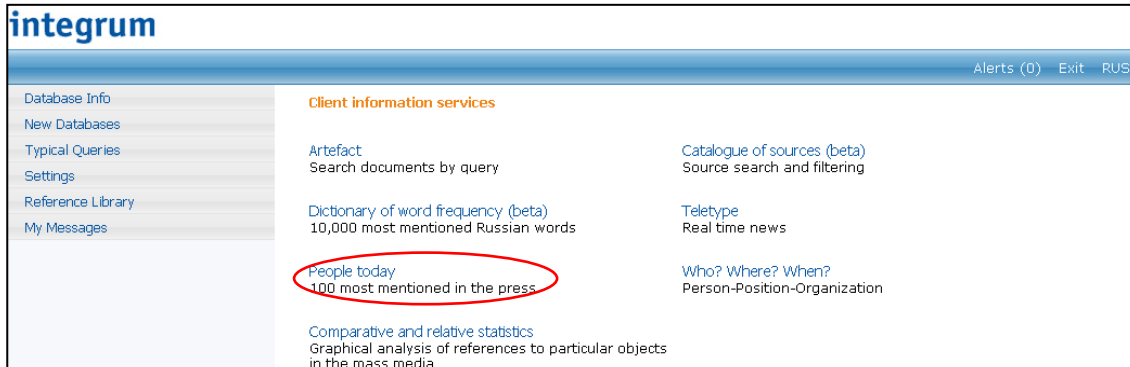 integrum
Alerts (0) Exit RUS
Database Info
New Databases
Typical Queries
Settings
Reference Library
My Messages
Client information services
Artefact
Search documents by query
Catalogue of sources (beta)
Source search and filtering
Dictionary of word frequency (beta)
10,000 most mentioned Russian words
Teletype
Real time news
People today
100 most mentioned in the press
Who? Where? When?
Person-Position-Organization
Comparative and relative statistics
Graphical analysis of references to particular objects
in the mass media